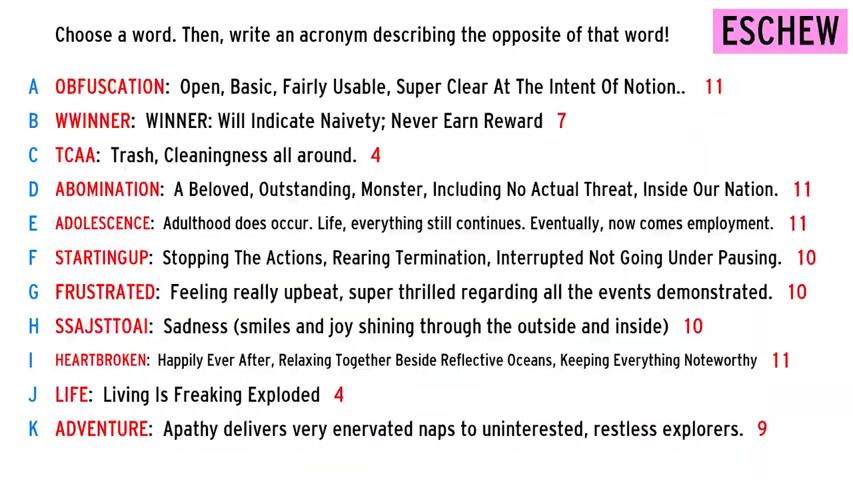 Choose a word. Then, write an acronym describing the opposite of that word! ESCHEW
A OBFUSCATION: Open, Basic, Fairly Usable, Super Clear At The Intent Of Notion.. 11
B WWINNER: WINNER: Will Indicate Naivety; Never Earn Reward 7
C TCAA: Trash, Cleaningness all around. 4
D ABOMINATION: A Beloved, Outstanding, Monster, Including No Actual Threat, Inside Our Nation. 11
E ADOLESCENCE: Adulthood does occur. Life, everything still continues. Eventually, now comes employment. 11
F STARTINGUP: Stopping The Actions, Rearing Termination, Interrupted Not Going Under Pausing. 10
G FRUSTRATED: Feeling really upbeat, super thrilled regarding all the events demonstrated. 10
H SSAJSTTOAI: Sadness (smiles and joy shining through the outside and inside) 10
I HEARTBROKEN: Happily Ever After, Relaxing Together Beside Reflective Oceans, Keeping Everything Noteworthy 11
J LIFE: Living Is Freaking Exploded 4
K ADVENTURE: Apathy delivers very enervated naps to uninterested, restless explorers. 9